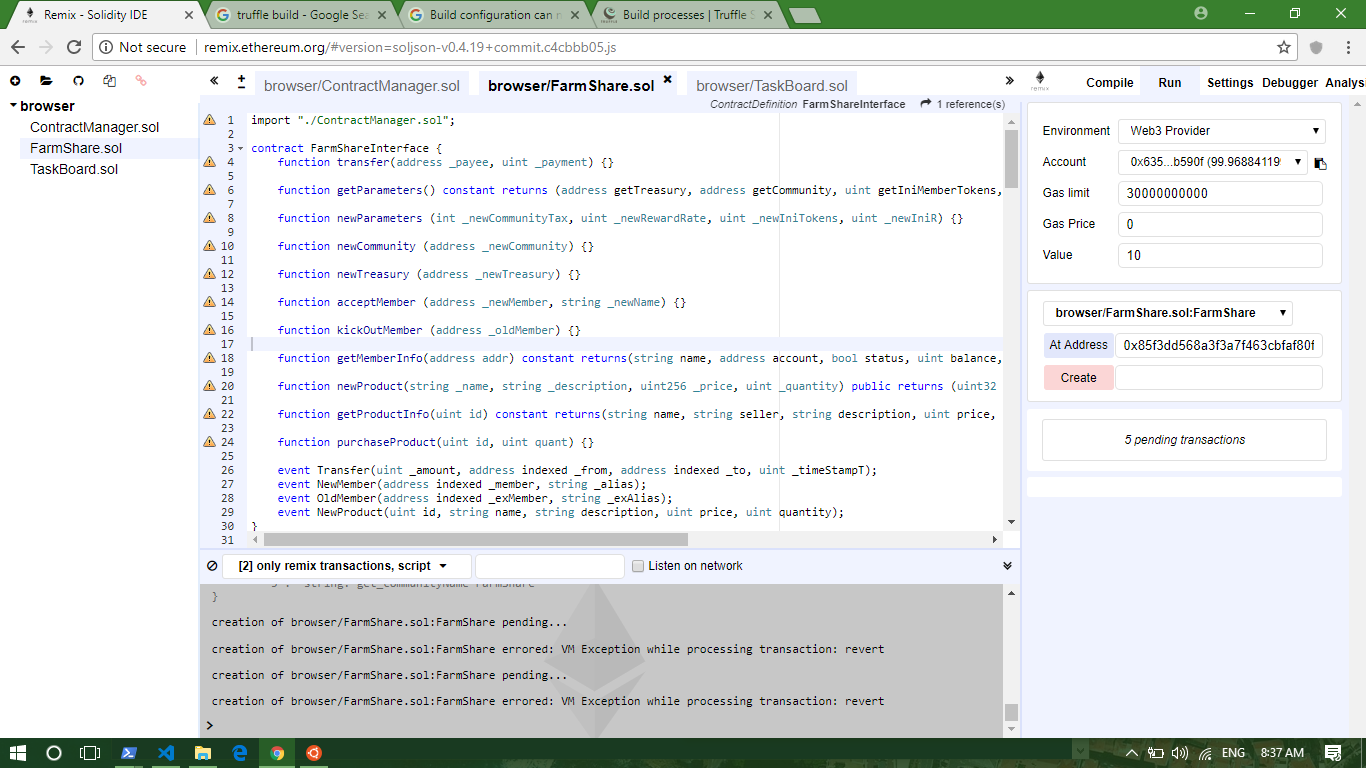 Remix - Solidity IDE
truffle build - Google Sea
Build configuration can n
Build processes | Truffle S
Not secure
remix.ethereum.org/#version=soljson-v0.4.19+commit.c4cbbb05.js
browser/ContractManager.sol
browser/FarmShare.sol
browser/TaskBoard.sol
remix
Compile
Run
Settings
Debugger
Analys
browser
ContractManager.sol
FarmShare.sol
TaskBoard.sol
ContractDefinition FarmShareInterface 1 reference(s)
1 import "./ContractManager.sol";
2
3 contract FarmShareInterface {
4 function transfer(address _payee, uint _payment) {}
5
6 function getParameters() constant returns (address getTreasury, address getCommunity, uint getIniMemberTokens,
7
8 function newParameters (int _newCommunityTax, uint _newRewardRate, uint _newIniTokens, uint _newIniR) {}
9
10 function newCommunity (address _newCommunity) {}
11
12 function newTreasury (address _newTreasury) {}
13
14 function acceptMember (address _newMember, string _newName) {}
15
16 function kickOutMember (address _oldMember) {}
17
18 function getMemberInfo(address addr) constant returns(string name, address account, bool status, uint balance,
19
20 function newProduct(string _name, string _description, uint256 _price, uint _quantity) public returns (uint32
21
22 function getProductInfo(uint id) constant returns(string name, string seller, string description, uint price,
23
24 function purchaseProduct(uint id, uint quant) {}
25
26 event Transfer(uint _amount, address indexed _from, address indexed _to, uint _timeStampT);
27 event NewMember(address indexed _member, string _alias);
28 event OldMember(address indexed _exMember, string _exAlias);
29 event NewProduct(uint id, string name, string description, uint price, uint quantity);
30 }
31
Environment Web3 Provider
Account 0x635...b590f (99.96884119
Gas limit 30000000000
Gas Price 0
Value 10
browser/FarmShare.sol:FarmShare
At Address 0x85f3dd568a3f3a7f463cbfaf80f
Create
5 pending transactions
[2] only remix transactions, script
Listen on network
}
creation of browser/FarmShare.sol:FarmShare pending...
creation of browser/FarmShare.sol:FarmShare errored: VM Exception while processing transaction: revert
creation of browser/FarmShare.sol:FarmShare pending...
creation of browser/FarmShare.sol:FarmShare errored: VM Exception while processing transaction: revert
>
ENG
8:37 AM